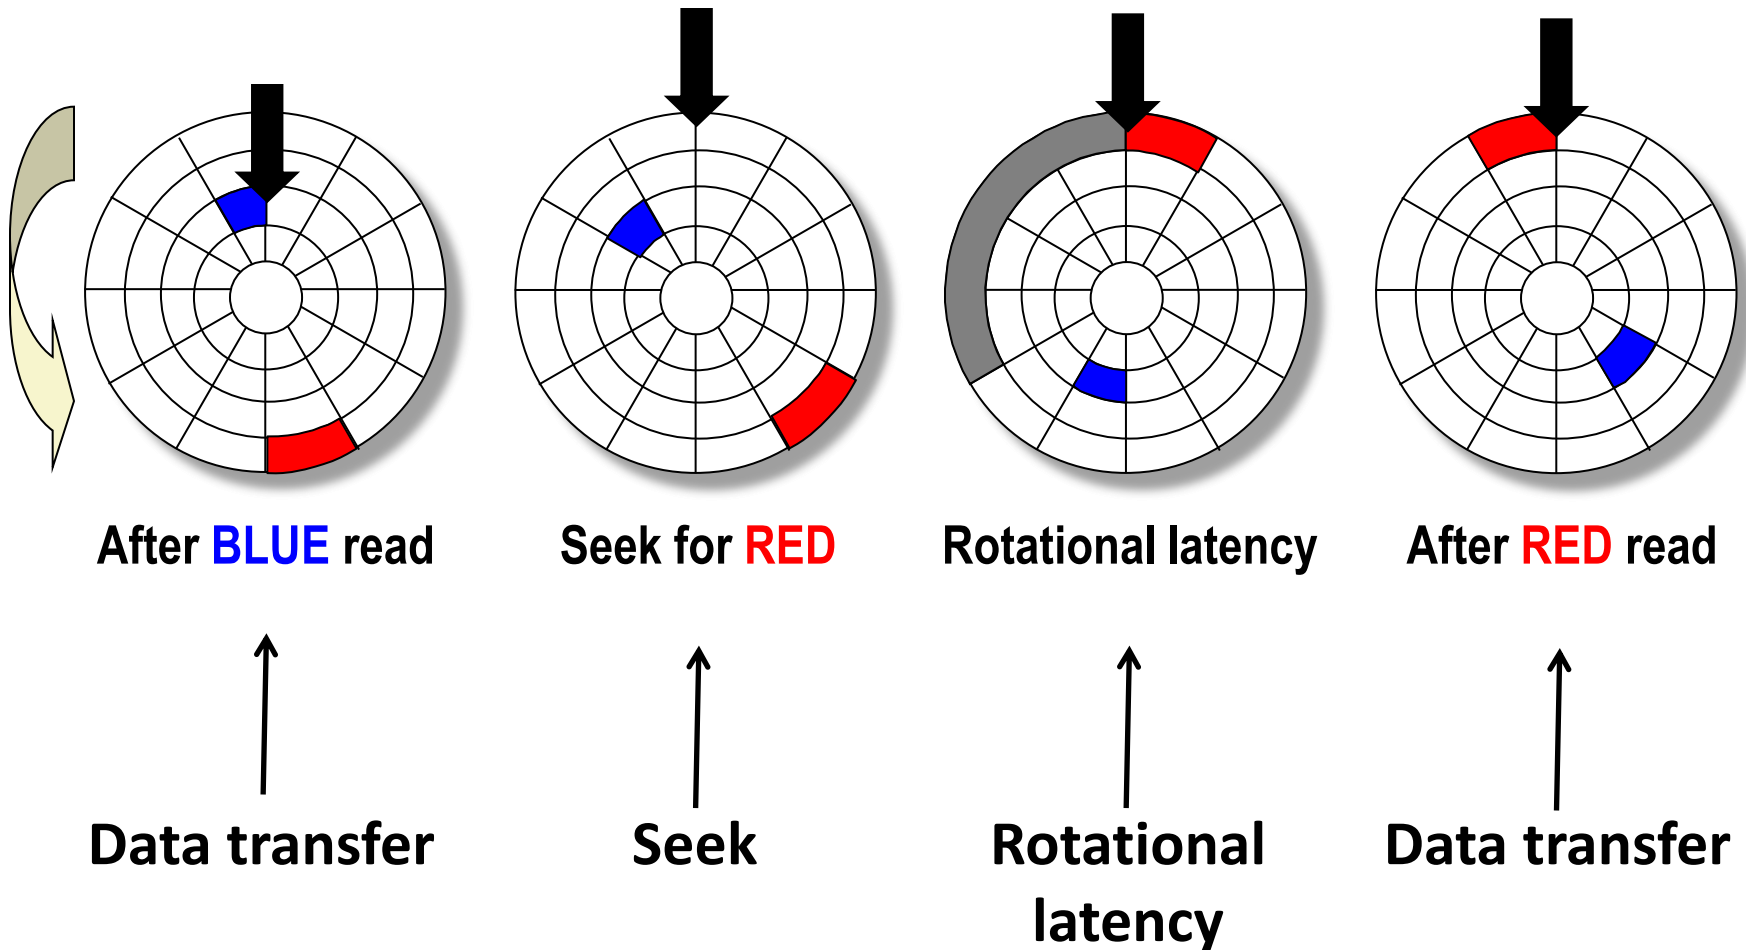 After BLUE read
Seek for RED
Rotational latency
After RED read
Data transfer
Seek
Rotational
latency
Data transfer